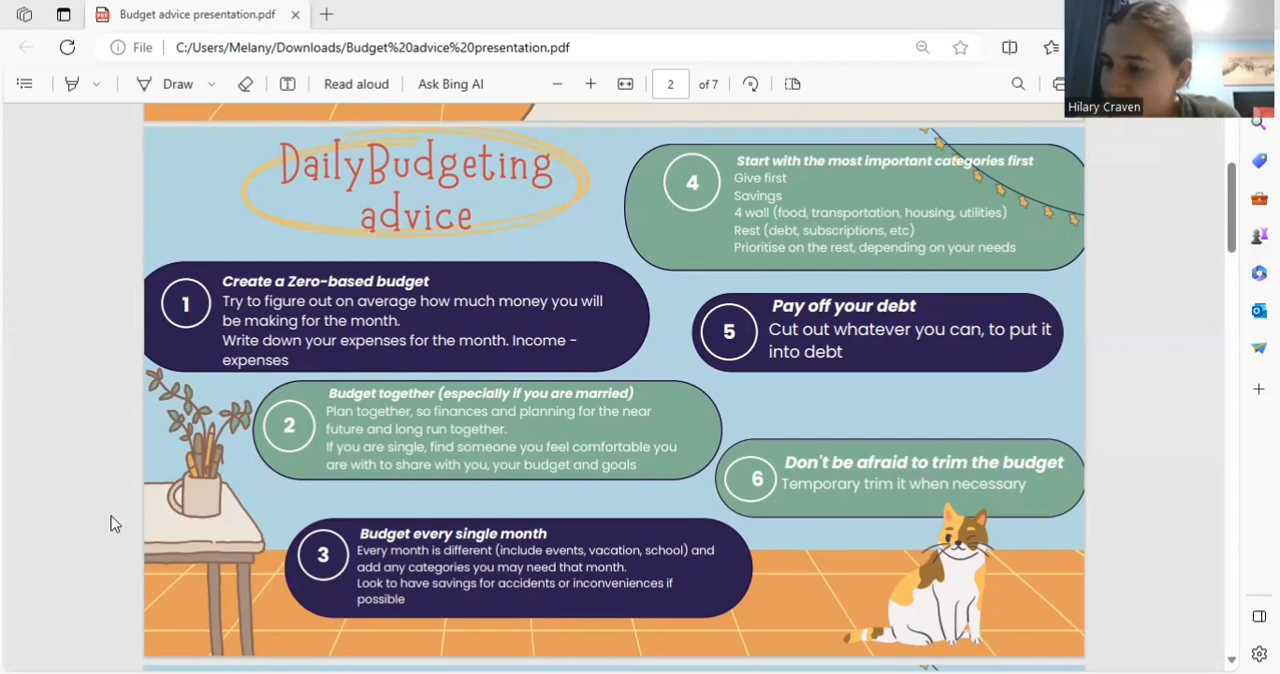 Budget advice presentation.pdf
File
C:/Users/Melany/Downloads/Budget%20advice%20presentation.pdf
Draw
Read aloud
Ask Bing AI
2
of 7
Hilary Craven
DailyBudgeting
advice
1
Create a Zero-based budget
Try to figure out on average how much money you will
be making for the month.
Write down your expenses for the month. Income -
expenses
2
Budget together (especially if you are married)
Plan together, so finances and planning for the near
future and long run together.
If you are single, find someone you feel comfortable you
are with to share with you, your budget and goals
3
Budget every single month
Every month is different (include events, vacation, school) and
add any categories you may need that month.
Look to have savings for accidents or inconveniences if
possible
4
Start with the most important categories first
Give first
Savings
4 wall (food, transportation, housing, utilities)
Rest (debt, subscriptions, etc)
Prioritise on the rest, depending on your needs
5
Pay off your debt
Cut out whatever you can, to put it
into debt
6
Don't be afraid to trim the budget
Temporary trim it when necessary